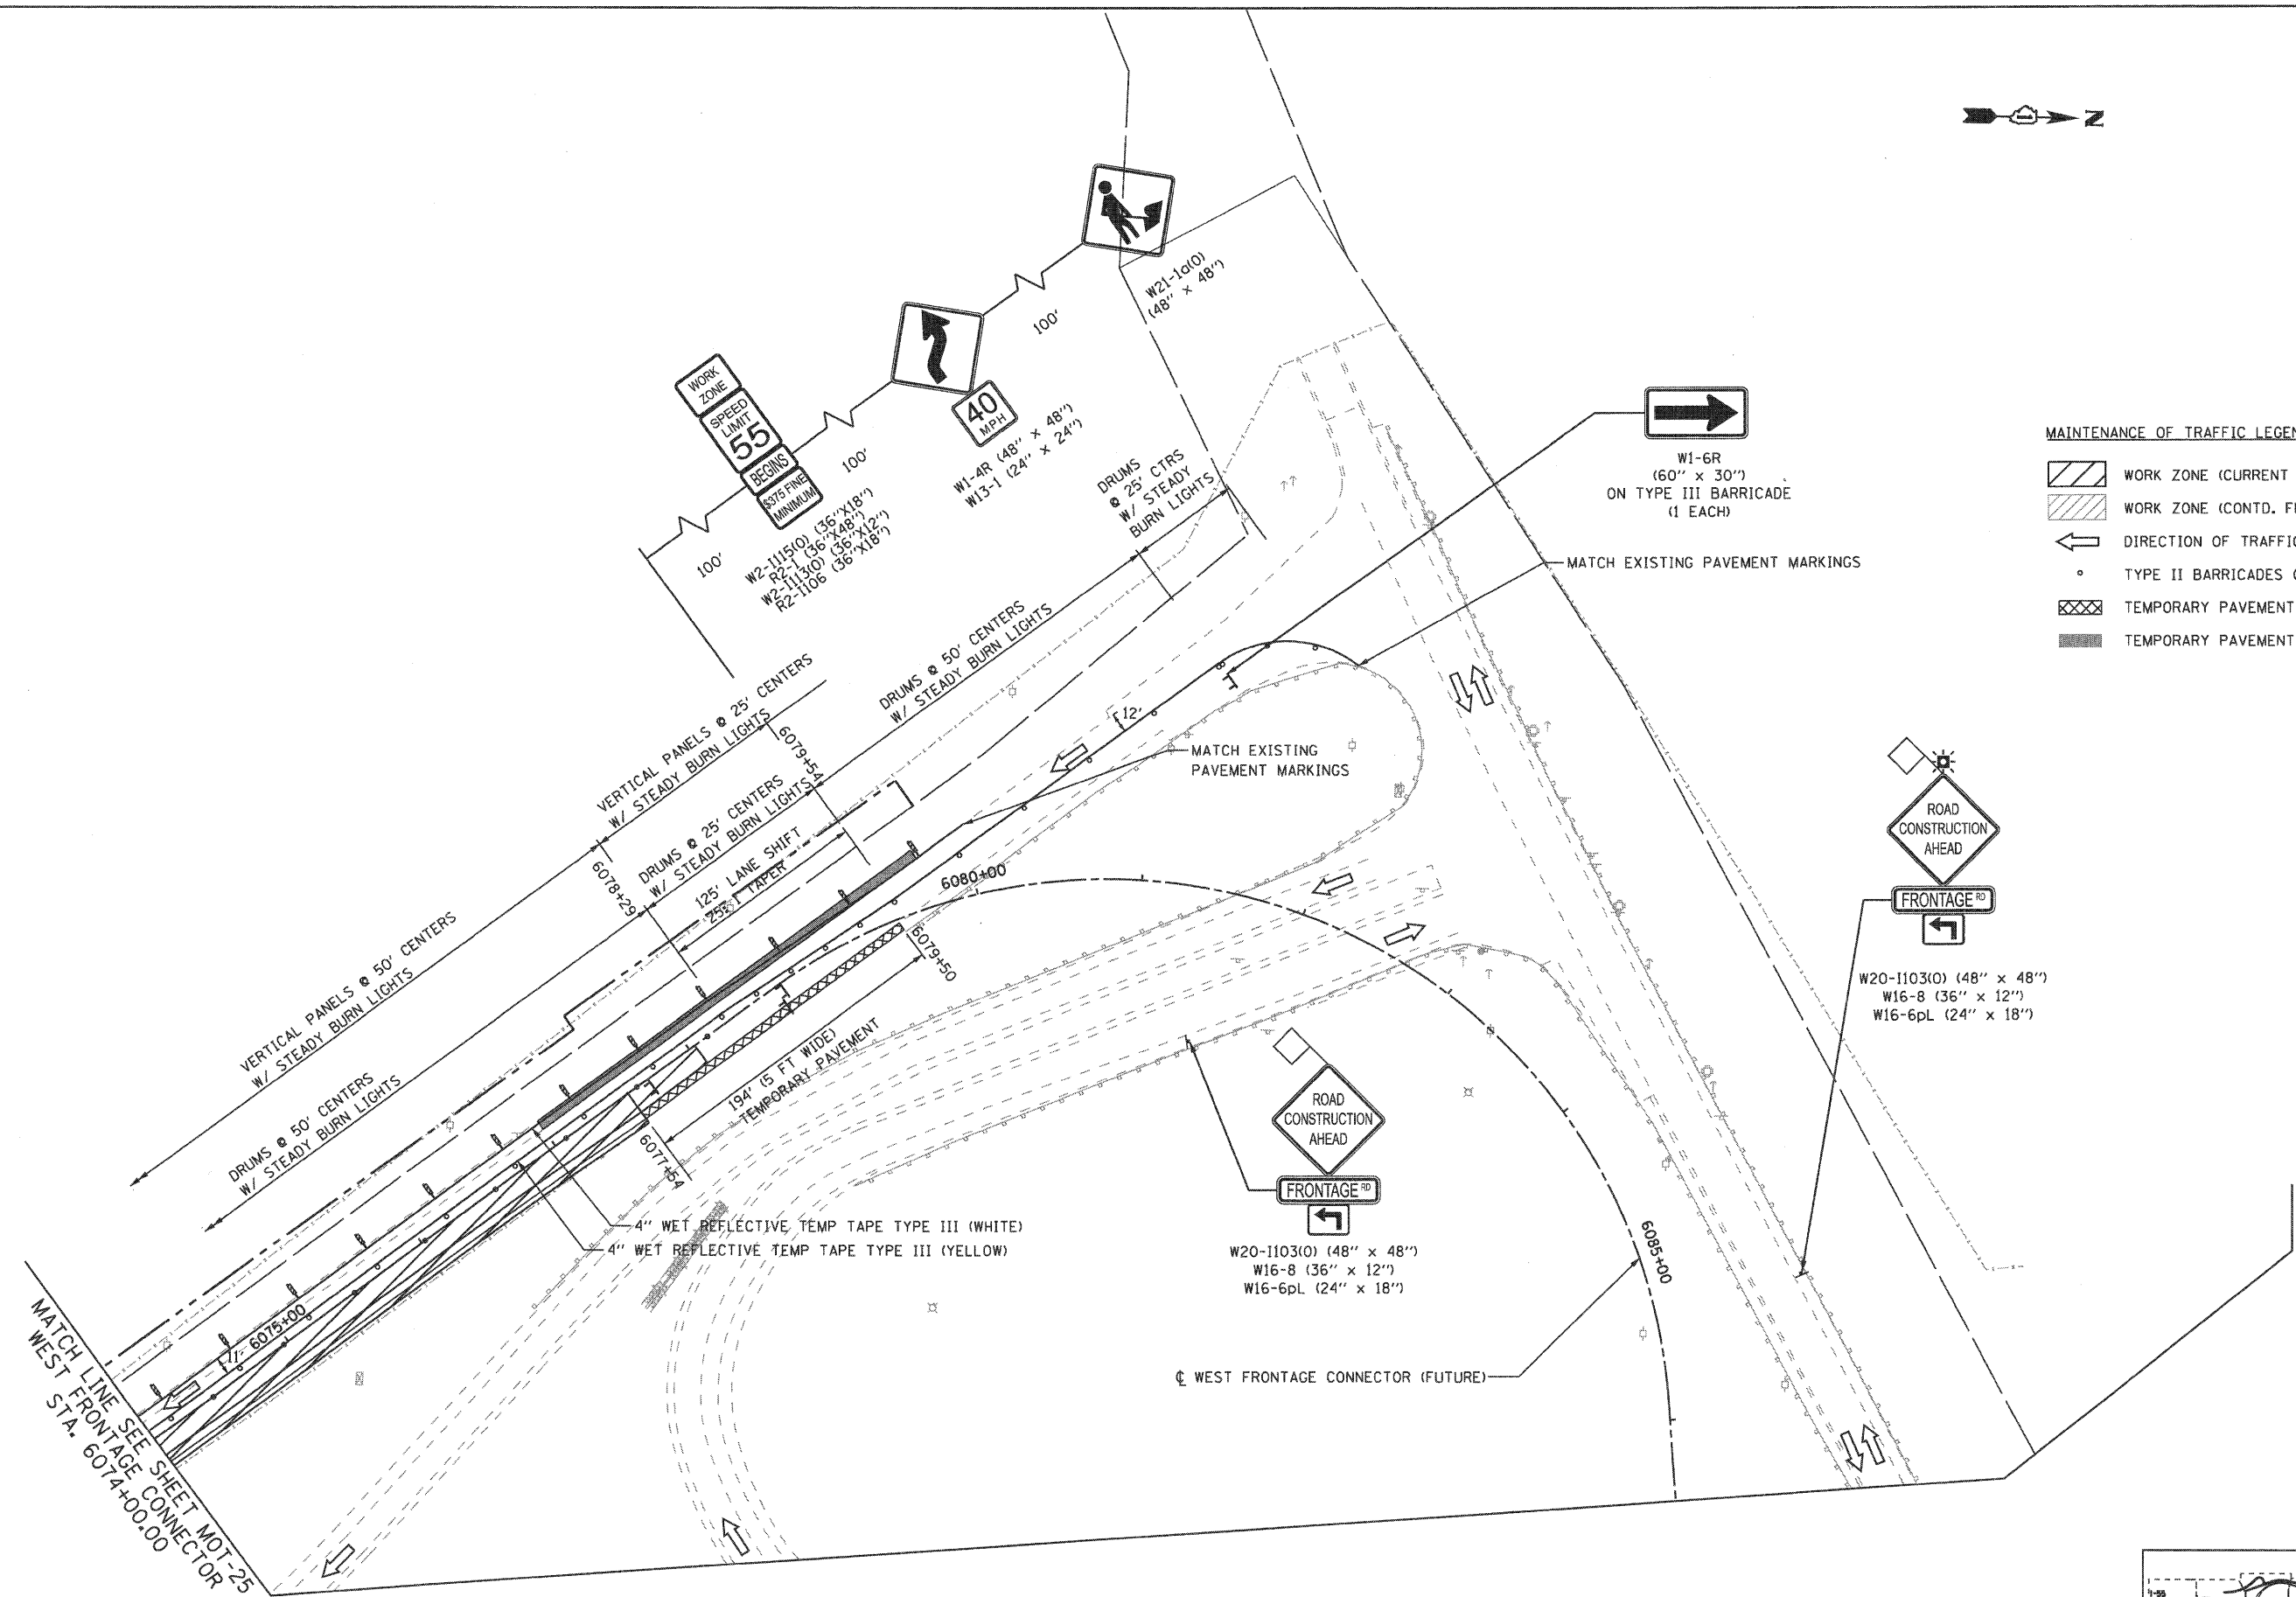 N
W21-1a(O)
(48" x 48")
100'
40
MPH
W1-4R (48" x 48")
W13-1 (24" x 24")
100'
WORK
ZONE
SPEED
LIMIT
55
BEGINS
$375 FINE
MINIMUM
W2-I115(O) (36"X18")
R2-1 (36"X48")
W2-I113(O) (36"X12")
R2-I106 (36"X18")
100'
DRUMS
@ 25' CTRS
W/ STEADY
BURN LIGHTS
W1-6R
(60" x 30")
ON TYPE III BARRICADE
(1 EACH)
MATCH EXISTING PAVEMENT MARKINGS
MAINTENANCE OF TRAFFIC
WORK ZONE (CURRENT
WORK ZONE (CONTD.
DIRECTION OF
TYPE II BARRICADES
TEMPORARY PAVEMENT
TEMPORARY PAVEMENT
DRUMS @ 50' CENTERS
W/ STEADY BURN LIGHTS
VERTICAL PANELS @ 25' CENTERS
W/ STEADY BURN LIGHTS
6079+54
DRUMS @ 25' CENTERS
W/ STEADY BURN LIGHTS
6078+29
125' LANE SHIFT
25:1 TAPER
12'
MATCH EXISTING
PAVEMENT MARKINGS
6080+00
6079+50
VERTICAL PANELS @ 50' CENTERS
W/ STEADY BURN LIGHTS
DRUMS @ 50' CENTERS
W/ STEADY BURN LIGHTS
194' (5 FT WIDE)
TEMPORARY PAVEMENT
6077+54
4" WET REFLECTIVE TEMP TAPE TYPE III (WHITE)
4" WET REFLECTIVE TEMP TAPE TYPE III (YELLOW)
ROAD
CONSTRUCTION
AHEAD
FRONTAGE RD
W20-I103(O) (48" x 48")
W16-8 (36" x 12")
W16-6pL (24" x 18")
ROAD
CONSTRUCTION
AHEAD
FRONTAGE RD
W20-I103(O) (48" x 48")
W16-8 (36" x 12")
W16-6pL (24" x 18")
6085+00
℄ WEST FRONTAGE CONNECTOR (FUTURE)
6075+00
11'
MATCH LINE SEE SHEET MOT-25
WEST FRONTAGE CONNECTOR
STA. 6074+00.00
I-55